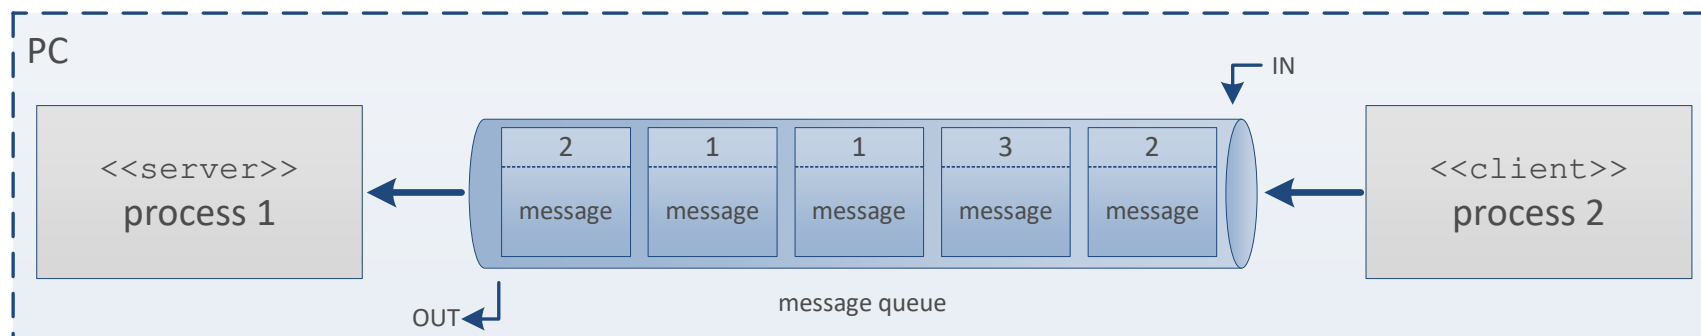 PC
IN
2 1 1 3 2
<<server>>
process 1
message message message message message
<<client>>
process 2
OUT
message queue